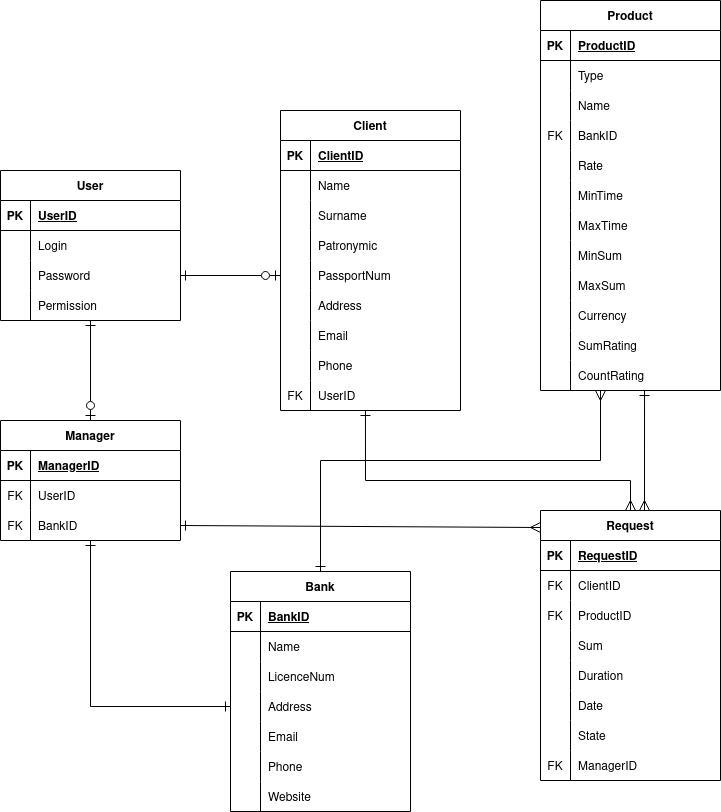 Product
PK ProductID
Type
Name
FK BankID
Rate
MinTime
MaxTime
MinSum
MaxSum
Currency
SumRating
CountRating
Client
PK ClientID
Name
Surname
Patronymic
PassportNum
Address
Email
Phone
FK UserID
User
PK UserID
Login
Password
Permission
Manager
PK ManagerID
FK UserID
FK BankID
Request
PK RequestID
FK ClientID
FK ProductID
Sum
Duration
Date
State
FK ManagerID
Bank
PK BankID
Name
LicenceNum
Address
Email
Phone
Website